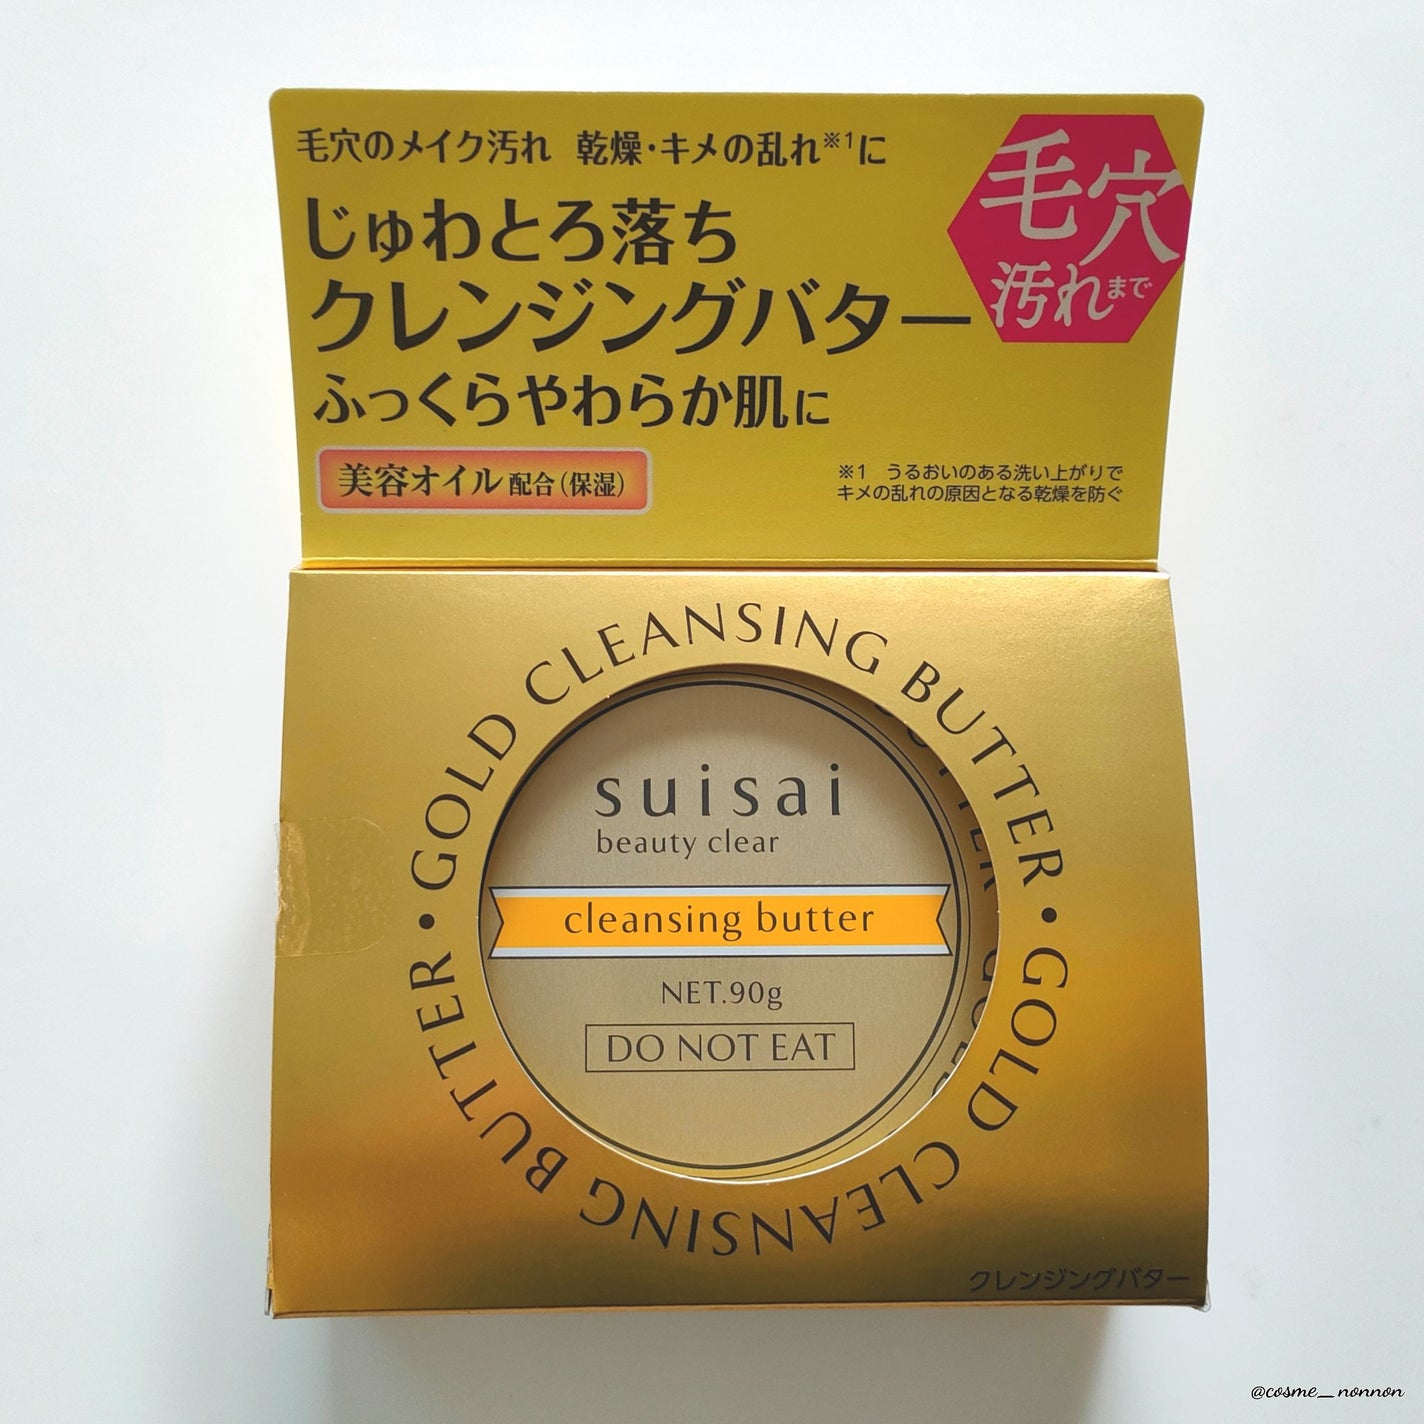 毛穴のメイク汚れ 乾燥・キメの乱れ※1に
じゅわとろ落ち
クレンジングバター
ふっくらやわらか肌に
美容オイル配合(保湿)
毛穴
汚れまで
※1 うるおいのある洗い上がりで
キメの乱れの原因となる乾燥を防ぐ
GOLD CLEANSING BUTTER・GOLD CLEANSING BUTTER・
suisai
beauty clear
cleansing butter
NET.90g
DO NOT EAT
クレンジングバター
@cosme_nonnon